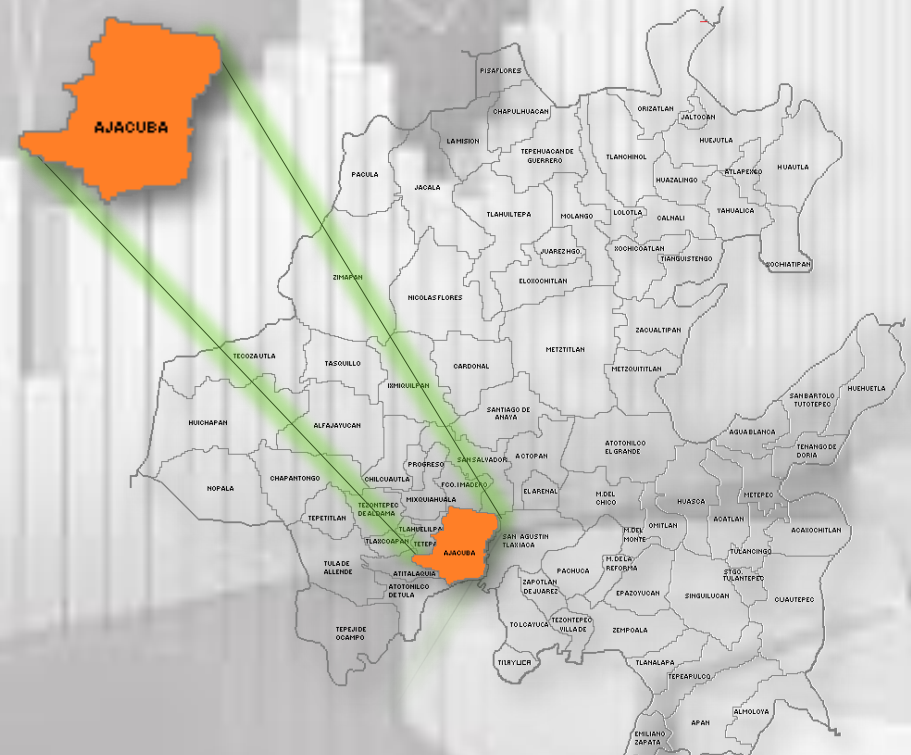 AJACUBA
PISAFLORES
CHAPULHUACAN
LA MISION
ORIZATLAN
JALTOCAN
HUEJUTLA
TEPEHUACAN DE
GUERRERO
TLANCHINOL
HUAUTLA
ATLAPEXCO
HUAZALINGO
PACULA
JACALA
TLAHUILTEPA
MOLANGO
LOLOTLA
CALNALI
YAHUALICA
JUAREZ HGO
XOCHICOATLAN
TIANGUISTENGO
XOCHIATIPAN
ZIMAPAN
ELOXOCHITLAN
NICOLAS FLORES
ZACUALTIPAN
TECOZAUTLA
TASQUILLO
CARDONAL
METZTITLAN
METZQUITITLAN
IXMIQUILPAN
HUEHUETLA
SAN BARTOLO
TUTOTEPEC
HUICHAPAN
ALFAJAYUCAN
SANTIAGO DE
ANAYA
AGUA BLANCA
TENANGO DE
DORIA
ATOTONILCO
EL GRANDE
ACTOPAN
SAN SALVADOR
PROGRESO
NOPALA
CHAPANTONGO
CHILCUAUTLA
FCO. I MADERO
MIXQUIAHUALA
EL ARENAL
M.DEL
CHICO
HUASCA
METEPEC
TEZONTEPEC
DE ALDAMA
TEPETITLAN
TLAHUELILPA
TLAXCOAPAN
TETEPA
AJACUBA
SAN AGUSTIN
TLAXIACA
M.DEL
MONTE
OMITLAN
ACATLAN
ACAXOCHITLAN
TULANCINGO
TULA DE
ALLENDE
ATITALAQUIA
ATOTONILCO
DE TULA
PACHUCA
M. DE LA
REFORMA
STGO.
TULANTEPEC
ZAPOTLAN
DE JUAREZ
EPAZOYUCAN
SINGUILUCAN
CUAUTEPEC
TEPEJI DE
OCAMPO
TOLCAYUCA
TEZONTEPEC
VILLA DE
ZEMPOALA
TLANALAPA
TEPEAPULCO
ALMOLOYA
APAN
EMILIANO
ZAPATA